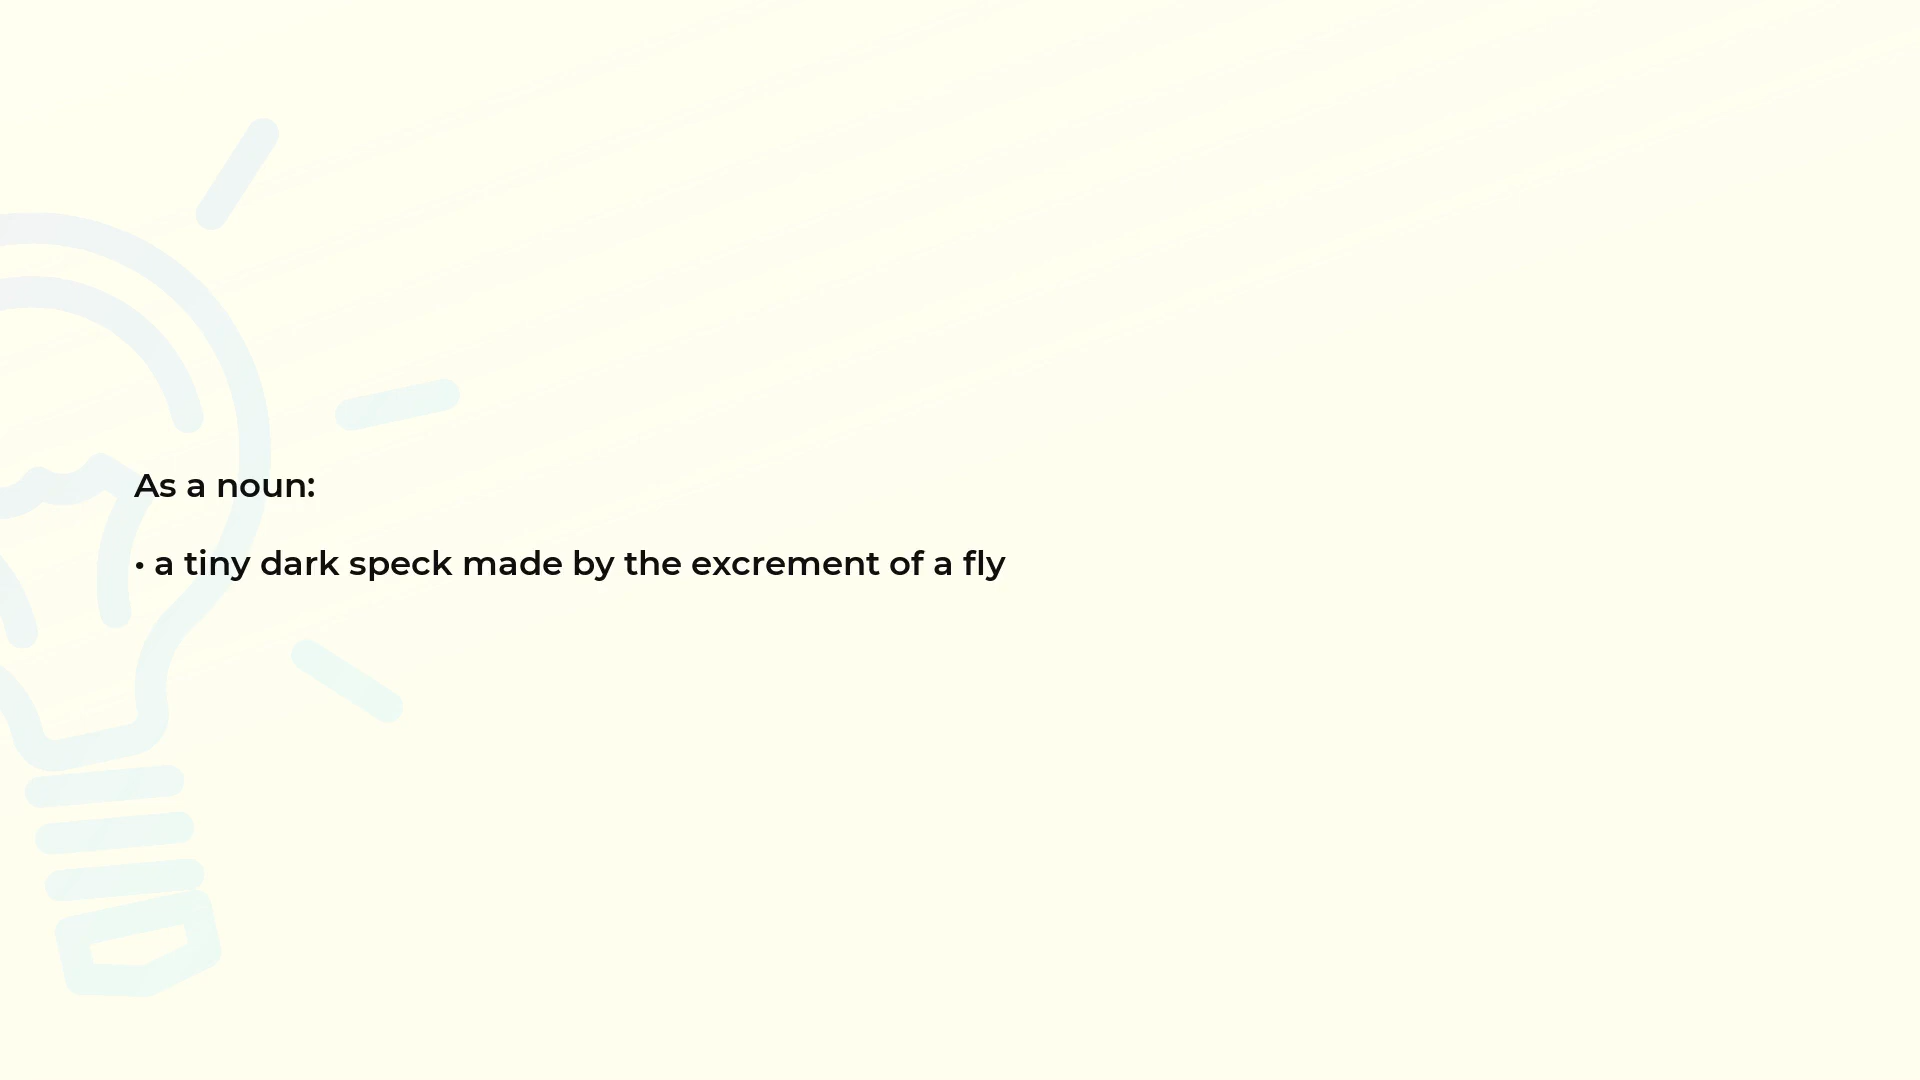 As a noun:
• a tiny dark speck made by the excrement of a fly